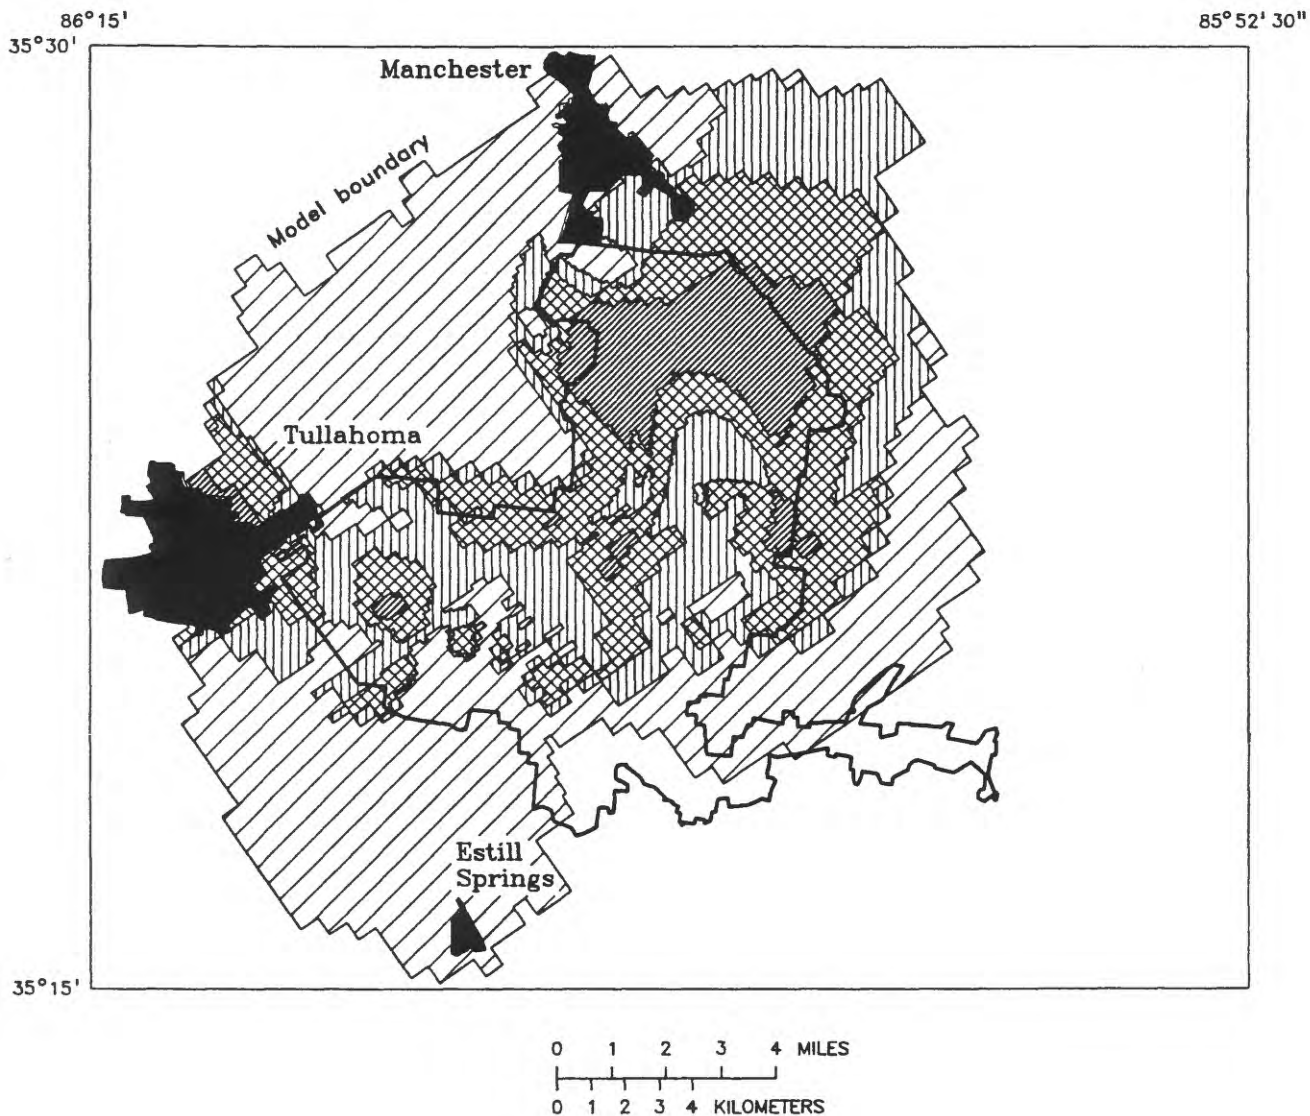 86°15'
85°52'30"
35°30'
Manchester
Model boundary
Tullahoma
Estill
Springs
35°15'
0 1 2 3 4 MILES
0 1 2 3 4 KILOMETERS